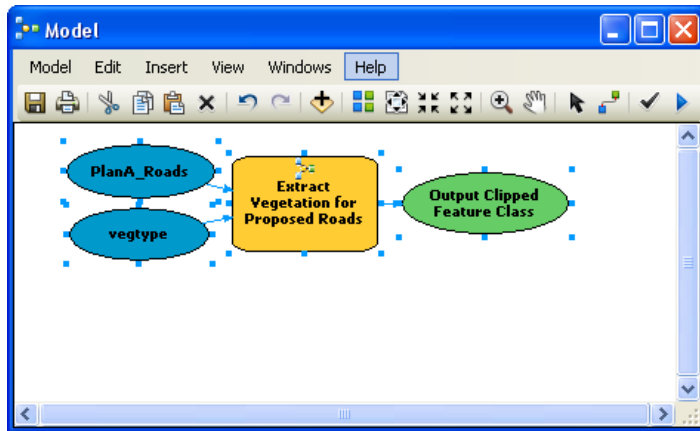 Model
Model Edit Insert View Windows Help
PlanA_Roads
vegtype
Extract
Vegetation for
Proposed Roads
Output Clipped
Feature Class